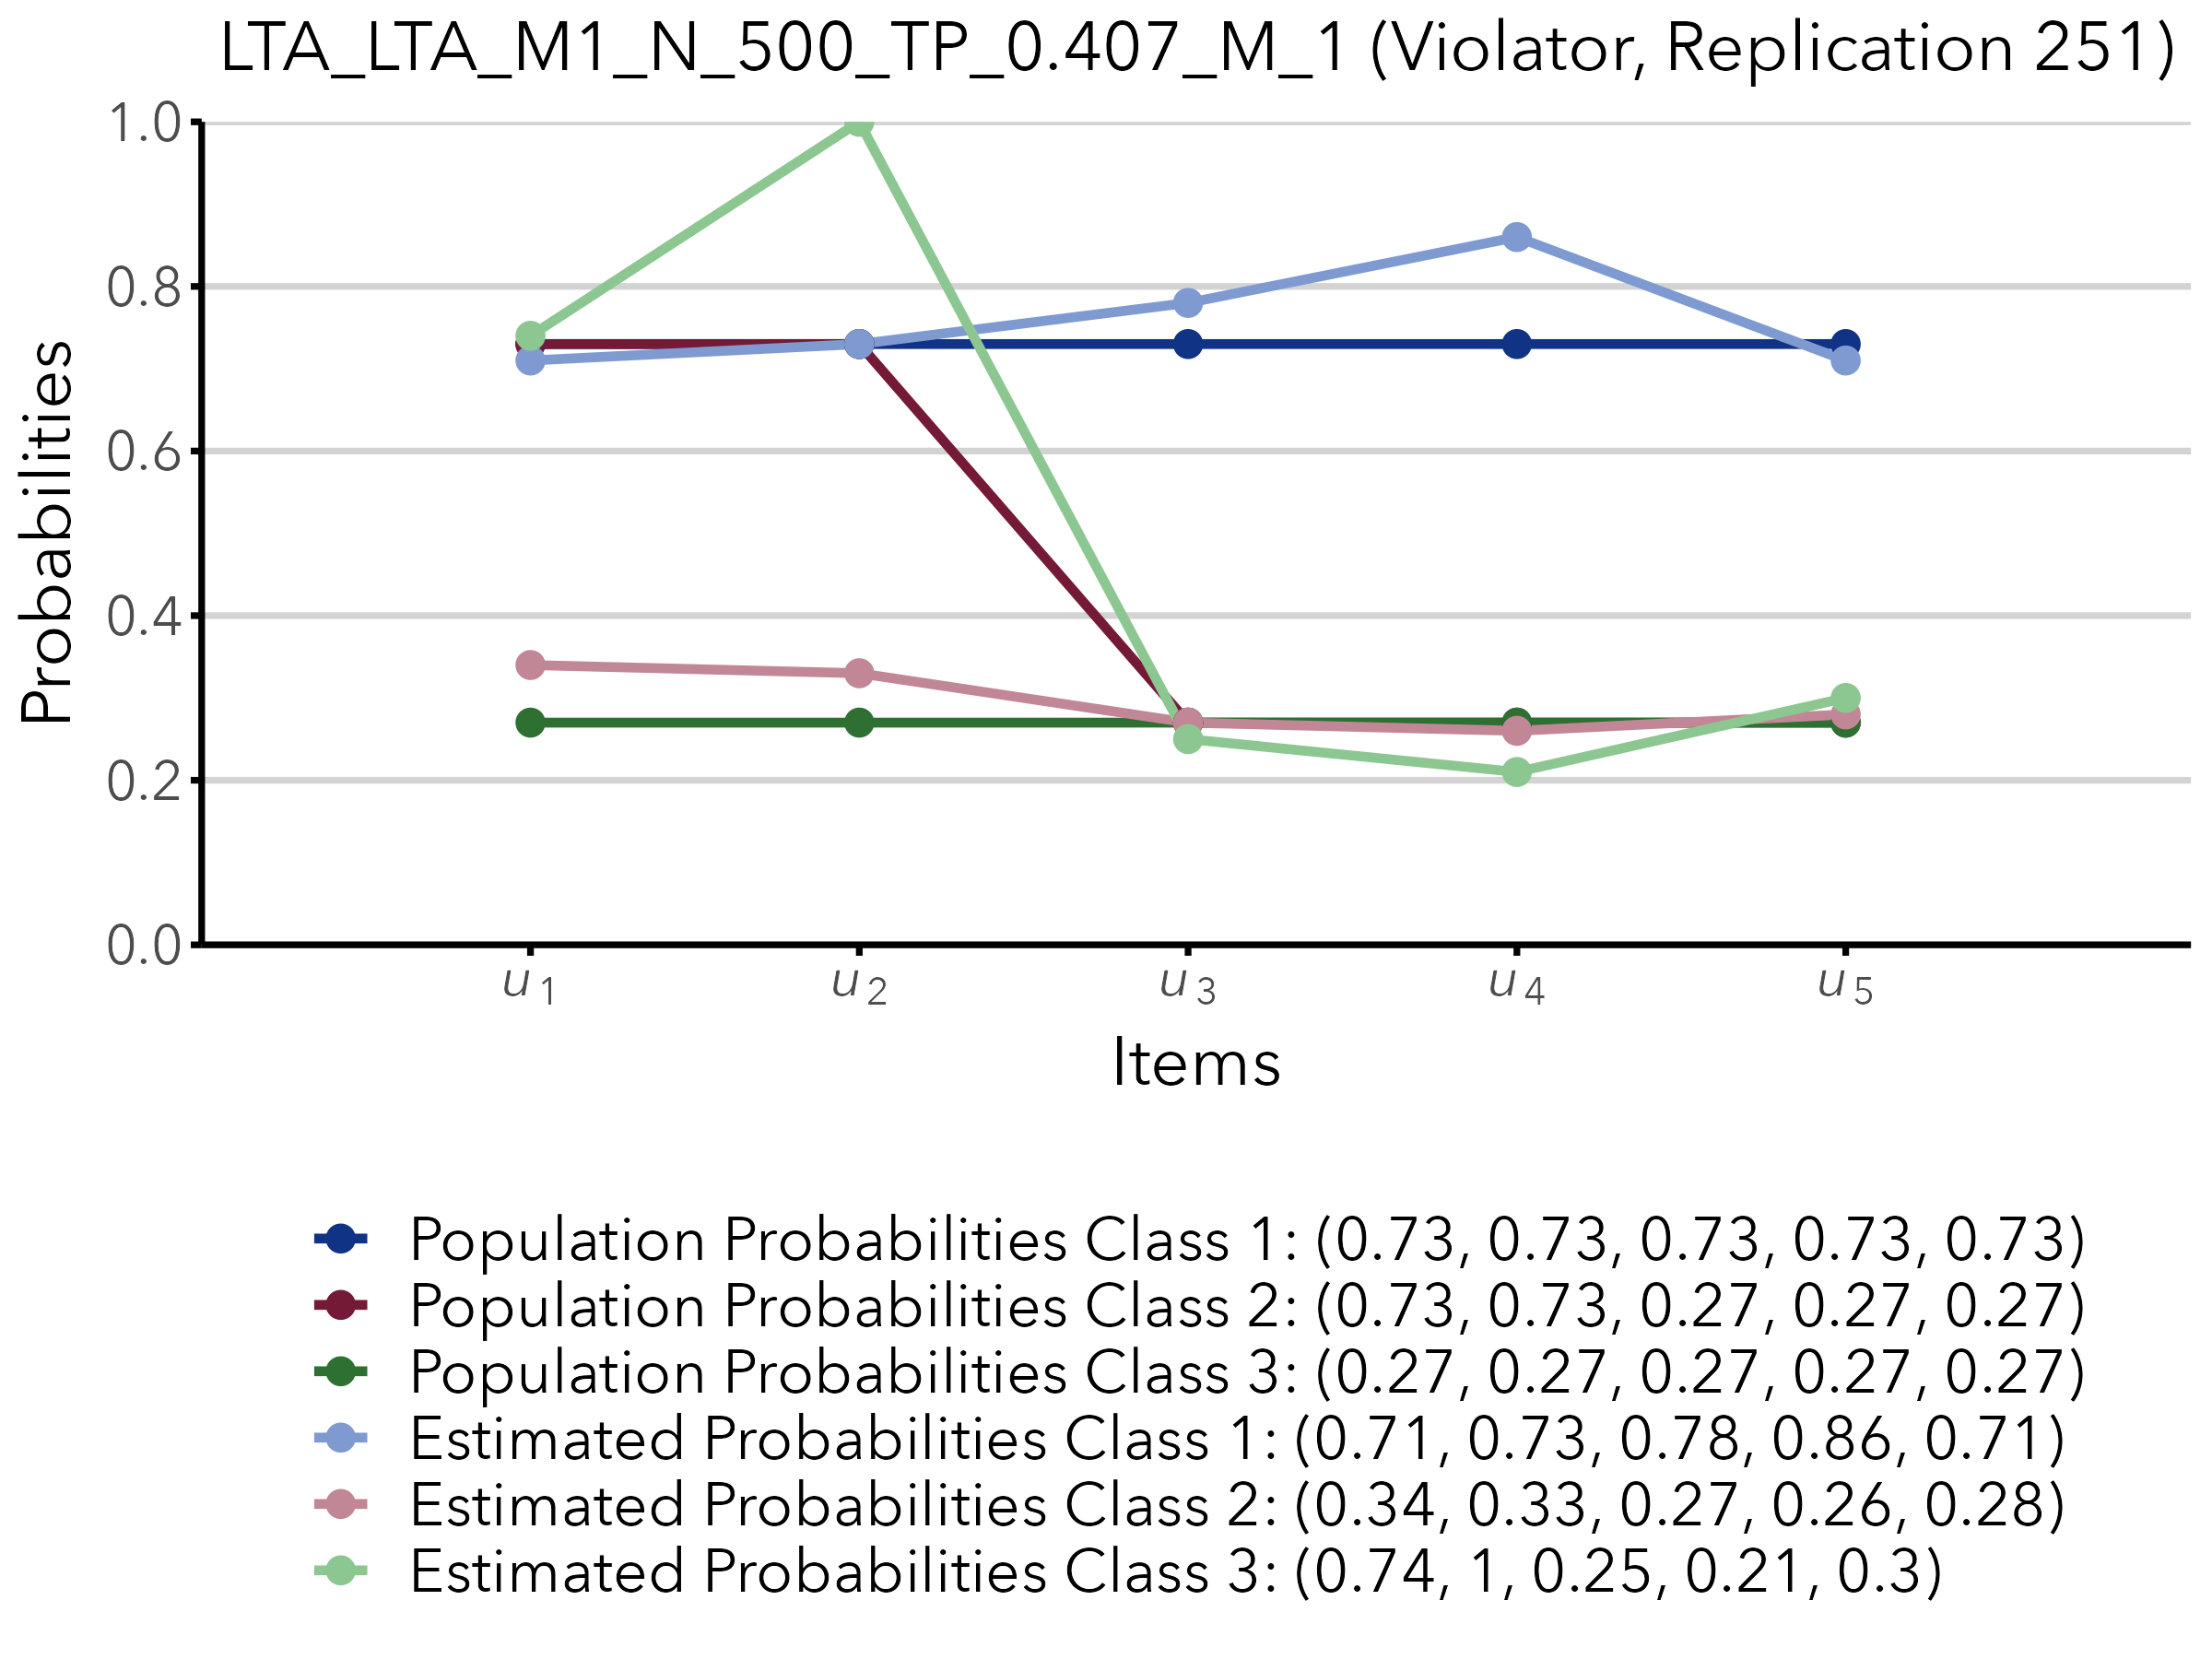 LTA_LTA_M1_N_500_TP_0.407_M_1 (Violator, Replication 251)
1.0
0.8
0.6
0.4
0.2
0.0
Probabilities
u1 u2 u3 u4 u5
Items
Population Probabilities Class 1: (0.73, 0.73, 0.73, 0.73, 0.73)
Population Probabilities Class 2: (0.73, 0.73, 0.27, 0.27, 0.27)
Population Probabilities Class 3: (0.27, 0.27, 0.27, 0.27, 0.27)
Estimated Probabilities Class 1: (0.71, 0.73, 0.78, 0.86, 0.71)
Estimated Probabilities Class 2: (0.34, 0.33, 0.27, 0.26, 0.28)
Estimated Probabilities Class 3: (0.74, 1, 0.25, 0.21, 0.3)